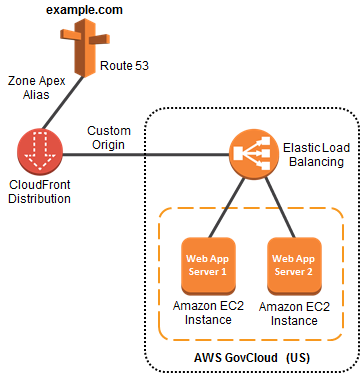 example.com
Route 53
Zone Apex
Alias
Custom
Origin
Elastic Load
Balancing
CloudFront
Distribution
Web App
Server 1
Web App
Server 2
Amazon EC2
Instance
Amazon EC2
Instance
AWS GovCloud (US)